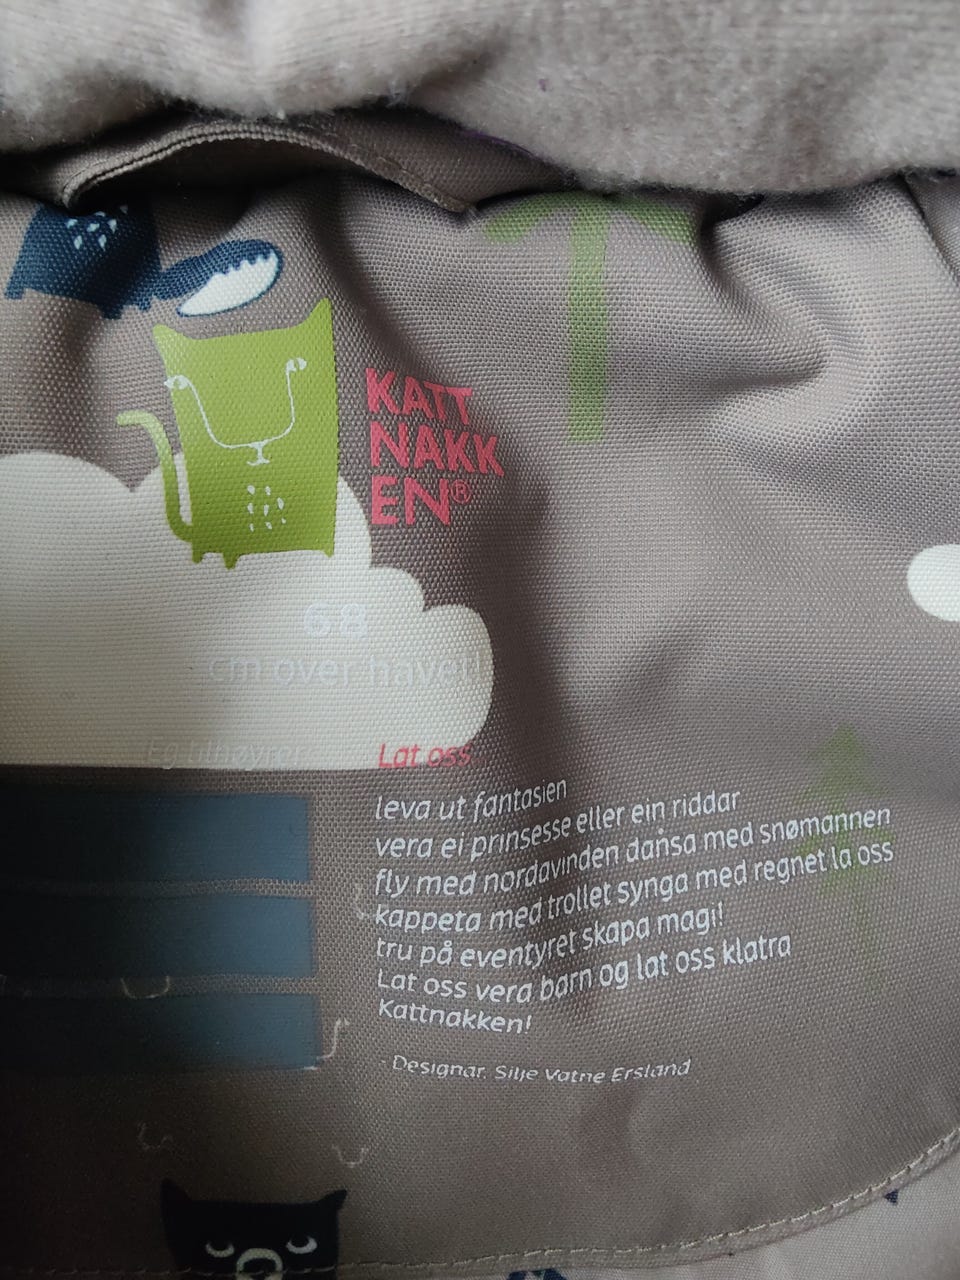 KATT
NAKK
EN®
68
cm over havet!
Eg tilhøyrer:
Lat oss
leva ut fantasien
vera ei prinsesse eller ein riddar
fly med nordavinden dansa med snømannen
kappeta med trollet synga med regnet la oss
tru på eventyret skapa magi!
Lat oss vera barn og lat oss klatra
Kattnakken!
- Designar: Silje Vatne Ersland